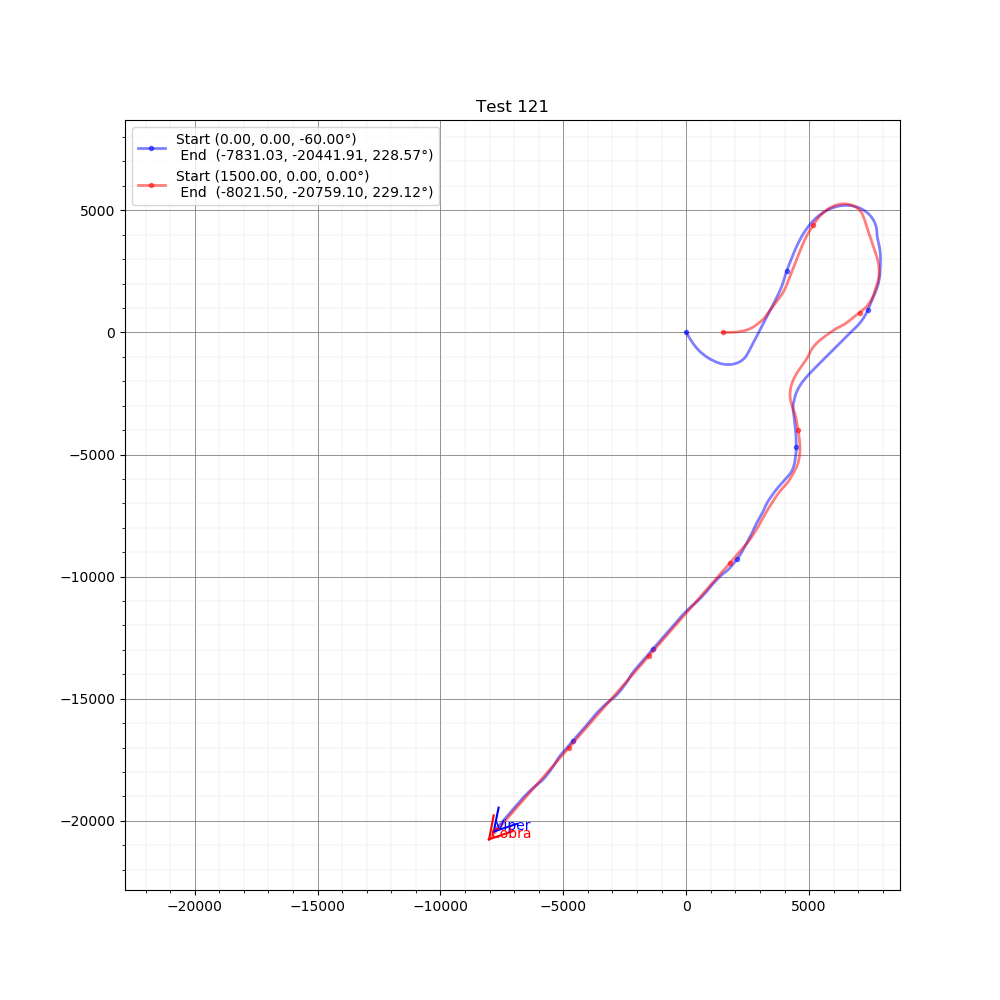 Test 121
Start (0.00, 0.00, -60.00°)
End  (-7831.03, -20441.91, 228.57°)
Start (1500.00, 0.00, 0.00°)
End  (-8021.50, -20759.10, 229.12°)
5000
0
−5000
−10000
−15000
−20000
Viper
Cobra
−20000 −15000 −10000 −5000 0 5000